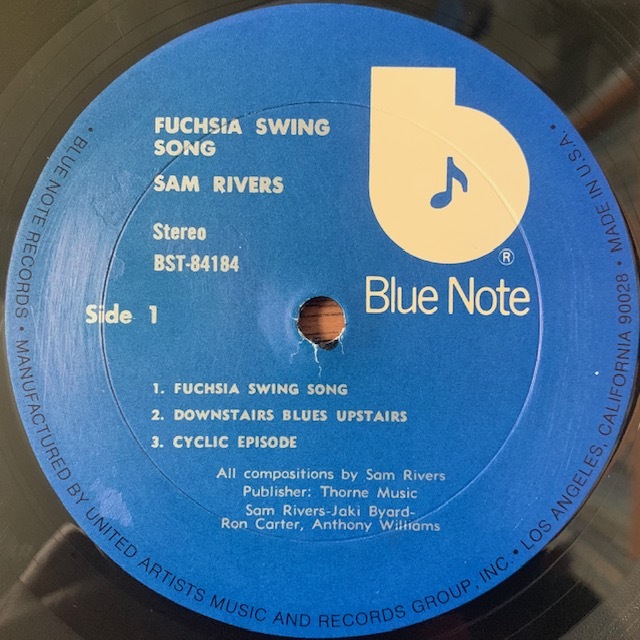 FUCHSIA SWING
SONG
SAM RIVERS
Stereo
BST-84184
Side 1
®
Blue Note
1. FUCHSIA SWING SONG
2. DOWNSTAIRS BLUES UPSTAIRS
3. CYCLIC EPISODE
All compositions by Sam Rivers
Publisher: Thorne Music
Sam Rivers-Jaki Byard-
Ron Carter, Anthony Williams
• BLUE NOTE RECORDS • MANUFACTURED BY UNITED ARTISTS MUSIC AND RECORDS GROUP, INC. • LOS ANGELES, CALIFORNIA 90028 • MADE IN U.S.A. •